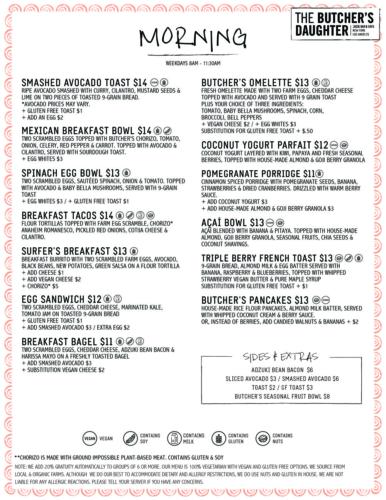 MORNING
WEEKDAYS 8AM - 11:30AM
THE BUTCHER'S
DAUGHTER
SMASHED AVOCADO TOAST $14
RIPE AVOCADO SMASHED WITH CURRY, CILANTRO, MUSTARD SEEDS &
LIME ON TWO PIECES OF TOASTED 9-GRAIN BREAD.
*AVOCADO PRICES MAY VARY.
+ GLUTEN FREE TOAST $1
+ ADD AN EGG $2
MEXICAN BREAKFAST BOWL $14
TWO SCRAMBLED EGGS TOPPED WITH BUTCHER'S CHORIZO, TOMATO,
ONION, CELERY, RED PEPPER & CARROT. TOPPED WITH AVOCADO &
CILANTRO, SERVED WITH SOURDOUGH TOAST.
+ EGG WHITES $3
SPINACH EGG BOWL $13
TWO SCRAMBLED EGGS, SAUTÉED SPINACH, ONION & TOMATO. TOPPED
WITH AVOCADO & BABY BELLA MUSHROOMS, SERVED WITH 9-GRAIN
TOAST
+ EGG WHITES $3 / + GLUTEN FREE TOAST $1
BREAKFAST TACOS $14
FLOUR TORTILLAS TOPPED WITH FARM EGG SCRAMBLE, CHORIZO*
ANAHEIM ROMANESCO, PICKLED RED ONIONS, COTIJA CHEESE &
CILANTRO.
SURFER'S BREAKFAST $13
BREAKFAST BURRITO WITH TWO SCRAMBLED FARM EGGS, AVOCADO,
BLACK BEANS, NEW POTATOES, GREEN SALSA ON A FLOUR TORTILLA
+ ADD CHEESE $1
+ ADD VEGAN CHEESE $2
+ CHORIZO* $5
EGG SANDWICH $12
TWO SCRAMBLED EGGS, CHEDDAR CHEESE, MARINATED KALE,
TOMATO JAM ON TOASTED 9-GRAIN BREAD
+ GLUTEN FREE TOAST $1
+ ADD SMASHED AVOCADO $3 / EXTRA EGG $2
BREAKFAST BAGEL $11
TWO SCRAMBLED EGGS, CHEDDAR CHEESE, ADZUKI BEAN BACON &
HARISSA MAYO ON A FRESHLY TOASTED BAGEL
+ ADD SMASHED AVOCADO $3
+ SUBSTITUTION VEGAN CHEESE $2
BUTCHER'S OMELETTE $13
FRESH OMELETTE MADE WITH TWO FARM EGGS, CHEDDAR CHEESE
TOPPED WITH AVOCADO AND SERVED WITH 9 GRAIN TOAST
PLUS YOUR CHOICE OF THREE INGREDIENTS:
TOMATO, BABY BELLA MUSHROOMS, SPINACH, CORN,
BROCCOLI, BELL PEPPERS
+ VEGAN CHEESE $2 / + EGG WHITES $3
SUBSTITUTION FOR GLUTEN FREE TOAST + $.50
COCONUT YOGURT PARFAIT $12
COCONUT YOGURT LAYERED WITH KIWI, PAPAYA AND FRESH SEASONAL
BERRIES, TOPPED WITH HOUSE-MADE ALMOND & GOJI BERRY GRANOLA
POMEGRANATE PORRIDGE $11
CINNAMON SPICED PORRIDGE WITH POMEGRANATE SEEDS, BANANA,
STRAWBERRIES & DRIED CRANBERRIES. DRIZZLED WITH WARM BERRY
SAUCE.
+ ADD COCONUT YOGURT $3
+ ADD HOUSE-MADE ALMOND & GOJI BERRY GRANOLA $3
AÇAÍ BOWL $13
AÇAÍ BLENDED WITH BANANA & PITAYA, TOPPED WITH HOUSE-MADE
ALMOND, GOJI BERRY GRANOLA, SEASONAL FRUITS, CHIA SEEDS &
COCONUT SHAVINGS.
TRIPLE BERRY FRENCH TOAST $13
9-GRAIN BREAD, ALMOND MILK & EGG BATTER SERVED WITH
BANANA, RASPBERRY & BLUEBERRIES, TOPPED WITH WHIPPED
STRAWBERRY VEGAN BUTTER & PURE MAPLE SYRUP
SUBSTITUTION FOR GLUTEN FREE TOAST + $1
BUTCHER'S PANCAKES $13
HOUSE-MADE RICE FLOUR PANCAKES, ALMOND MILK BATTER, SERVED
WITH WHIPPED COCONUT CREAM & BERRY SAUCE.
OR, INSTEAD OF BERRIES, ADD CANDIED WALNUTS & BANANAS + $2
SIDES & EXTRAS
ADZUKI BEAN BACON $6
SLICED AVOCADO $3 / SMASHED AVOCADO $6
TOAST $2 / GF TOAST $3
BUTCHER'S SEASONAL FRUIT BOWL $8
VEGAN VEGAN CONTAINS SOY CONTAINS MILK CONTAINS GLUTEN CONTAINS NUTS
**CHORIZO IS MADE WITH GROUND IMPOSSIBLE PLANT-BASED MEAT. CONTAINS GLUTEN & SOY
NOTE: WE ADD 20% GRATUITY AUTOMATICALLY TO GROUPS OF 6 OR MORE. OUR MENU IS 100% VEGETARIAN WITH VEGAN AND GLUTEN FREE OPTIONS. WE SOURCE FROM
LOCAL & ORGANIC FARMS. ALTHOUGH WE DO OUR BEST TO ACCOMMODATE DIETARY AND ALLERGY RESTRICTIONS, WE DO USE NUTS AND GLUTEN IN HOUSE. WE ARE NOT
LIABLE FOR ANY ALLERGIC REACTIONS. PLEASE TELL YOUR SERVER IF YOU HAVE ANY CONCERNS.